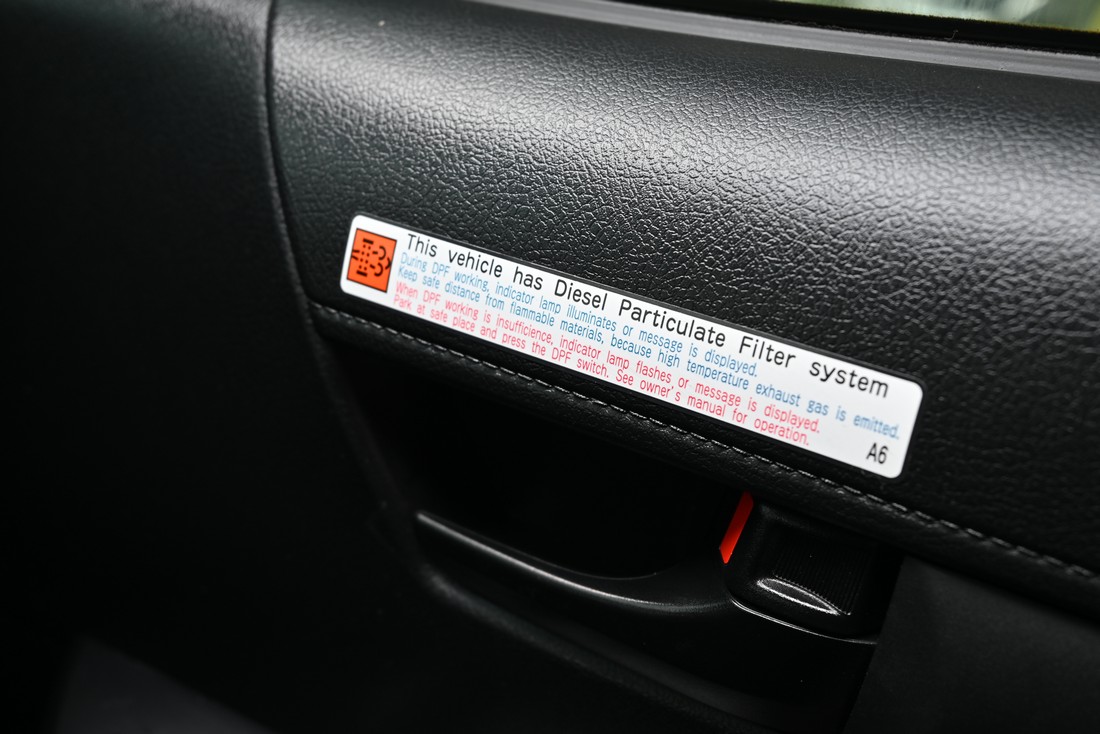 This vehicle has Diesel Particulate Filter system
During DPF working, indicator lamp illuminates or message is displayed.
Keep safe distance from flammable materials, because high temperature exhaust gas is emitted.
When DPF working is insufficience, indicator lamp flashes, or message is displayed.
Park at safe place and press the DPF switch. See owner's manual for operation.
A6